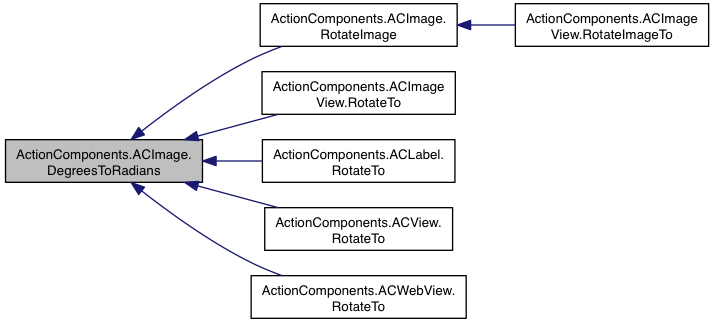 ActionComponents.ACImage.
RotateImage
ActionComponents.ACImage
View.RotateImageTo
ActionComponents.ACImage
View.RotateTo
ActionComponents.ACImage.
DegreesToRadians
ActionComponents.ACLabel.
RotateTo
ActionComponents.ACView.
RotateTo
ActionComponents.ACWebView.
RotateTo